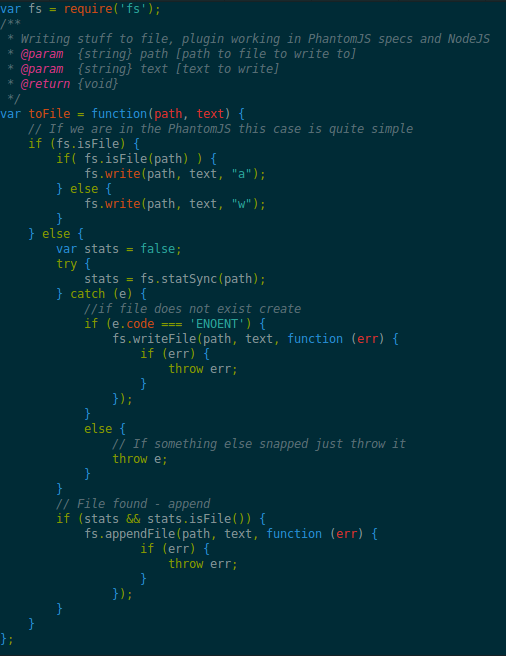 var fs = require('fs');
/**
 * Writing stuff to file, plugin working in PhantomJS specs and NodeJS
 * @param  {string} path [path to file to write to]
 * @param  {string} text [text to write]
 * @return {void}
 */
var toFile = function(path, text) {
    // If we are in the PhantomJS this case is quite simple
    if (fs.isFile) {
        if( fs.isFile(path) ) {
            fs.write(path, text, "a");
        } else {
            fs.write(path, text, "w");
        }
    } else {
        var stats = false;
        try {
            stats = fs.statSync(path);
        } catch (e) {
            //if file does not exist create
            if (e.code === 'ENOENT') {
                fs.writeFile(path, text, function (err) {
                    if (err) {
                        throw err;
                    }
                });
            }
            else {
                // If something else snapped just throw it
                throw e;
            }
        }
        // File found - append
        if (stats && stats.isFile()) {
            fs.appendFile(path, text, function (err) {
                    if (err) {
                        throw err;
                    }
                });
        }
    }
};